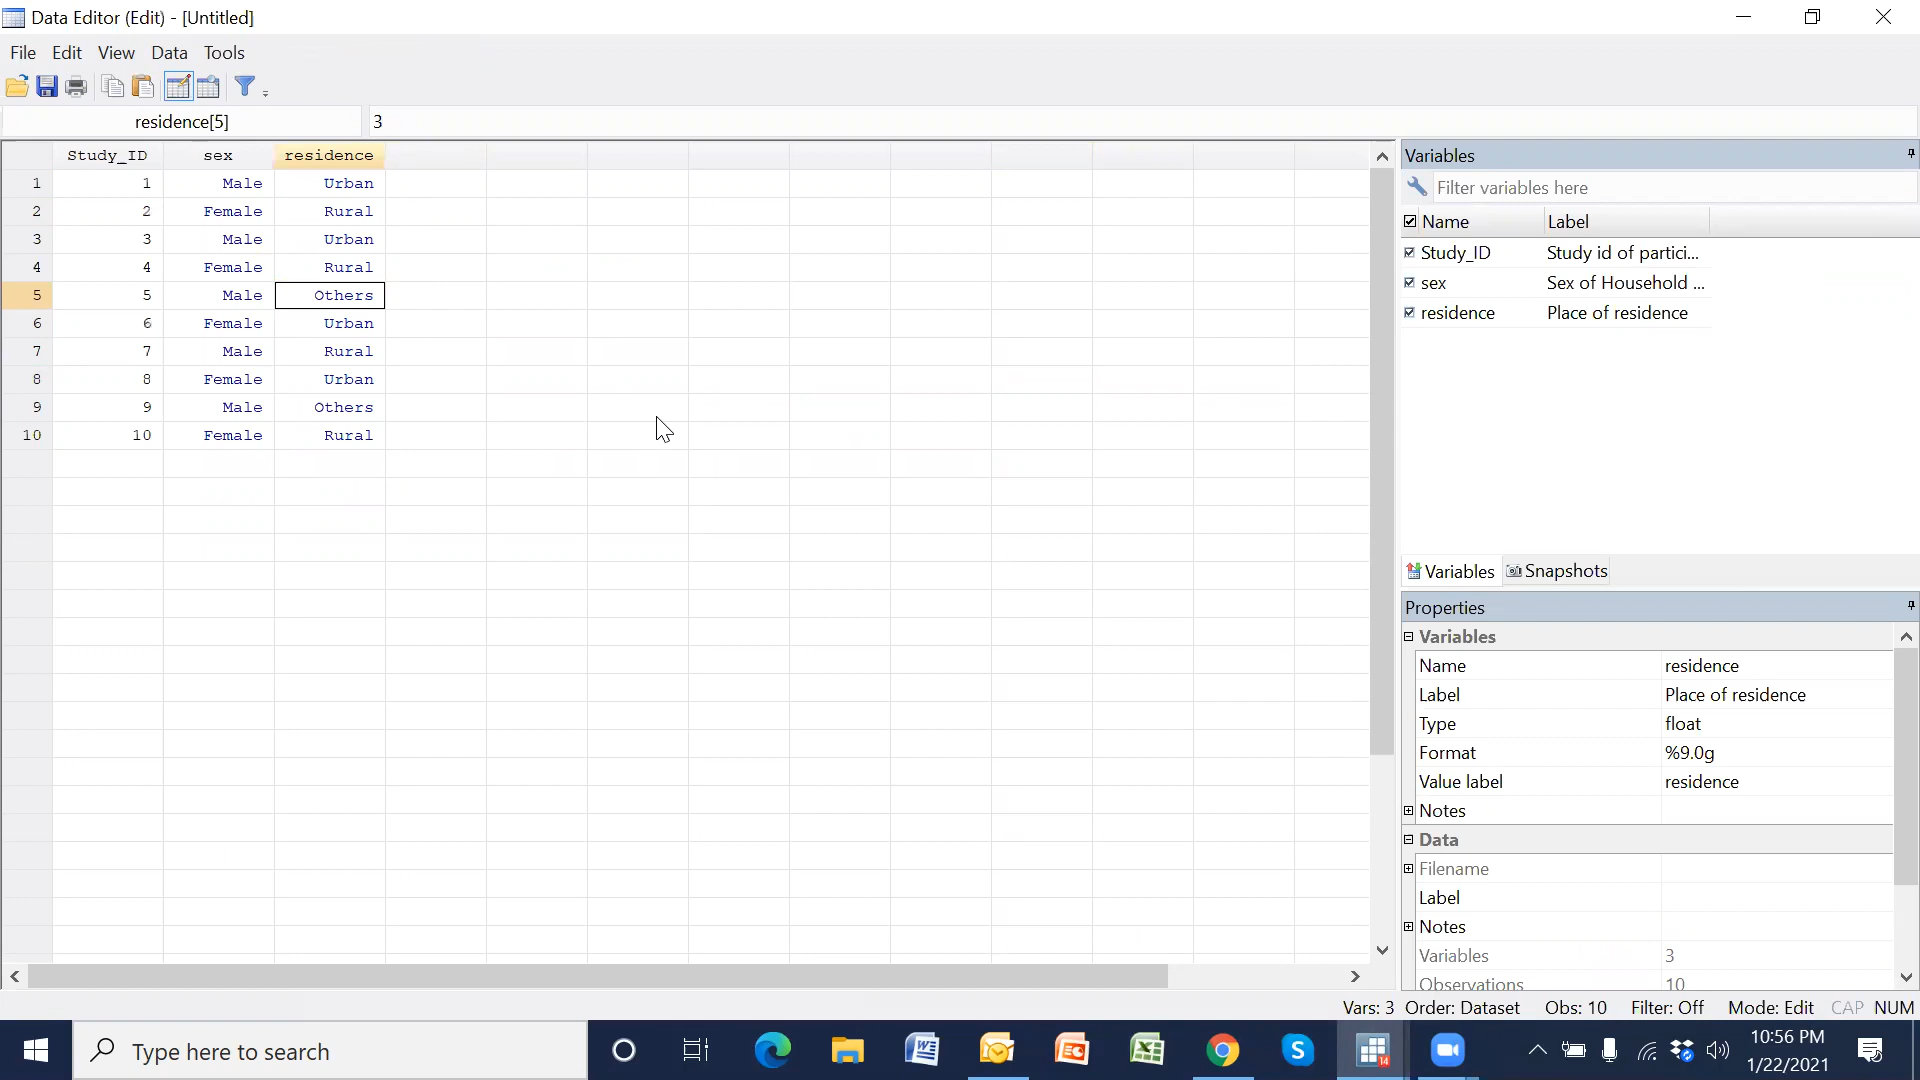 Data Editor (Edit) - [Untitled]
File Edit View Data Tools
residence[5] 3
Study_ID sex residence
1 1 Male Urban
2 2 Female Rural
3 3 Male Urban
4 4 Female Rural
5 5 Male Others
6 6 Female Urban
7 7 Male Rural
8 8 Female Urban
9 9 Male Others
10 10 Female Rural
Variables
Filter variables here
Name Label
Study_ID Study id of partici...
sex Sex of Household ...
residence Place of residence
Variables Snapshots
Properties
Variables
Name residence
Label Place of residence
Type float
Format %9.0g
Value label residence
Notes
Data
Filename
Label
Notes
Variables 3
Observations 10
Vars: 3 Order: Dataset Obs: 10 Filter: Off Mode: Edit CAP NUM
Type here to search
14
10:56 PM
1/22/2021